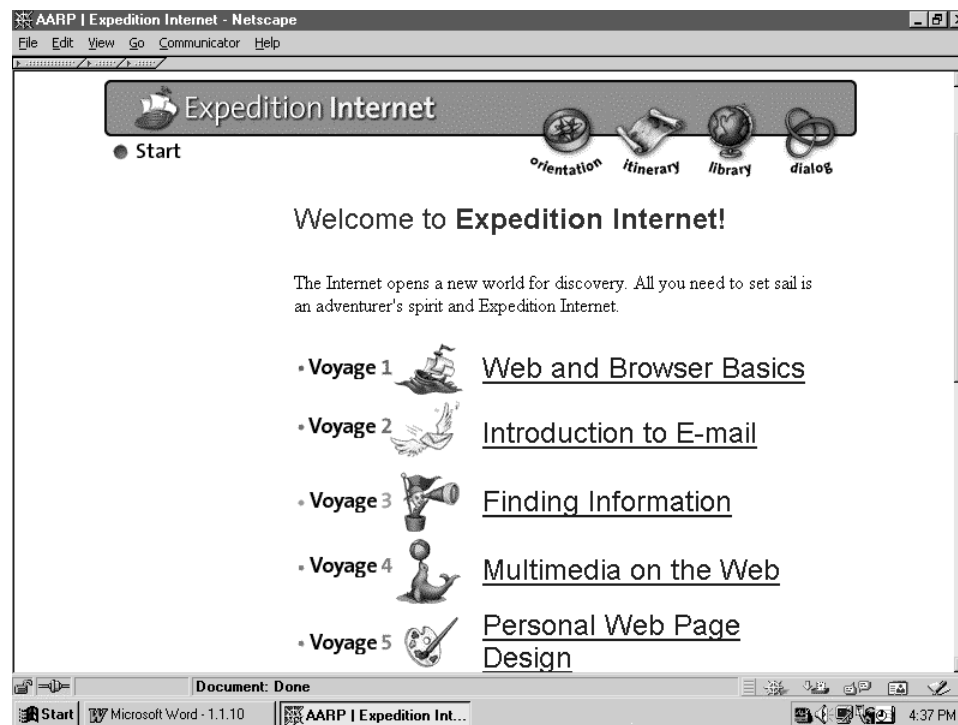 AARP | Expedition Internet - Netscape
File Edit View Go Communicator Help
Expedition Internet
Start
orientation itinerary library dialog
Welcome to Expedition Internet!
The Internet opens a new world for discovery. All you need to set sail is
an adventurer's spirit and Expedition Internet.
• Voyage 1 Web and Browser Basics
• Voyage 2 Introduction to E-mail
• Voyage 3 Finding Information
• Voyage 4 Multimedia on the Web
• Voyage 5 Personal Web Page
Design
Document: Done
Start Microsoft Word - 1.1.10 AARP | Expedition Int... 4:37 PM